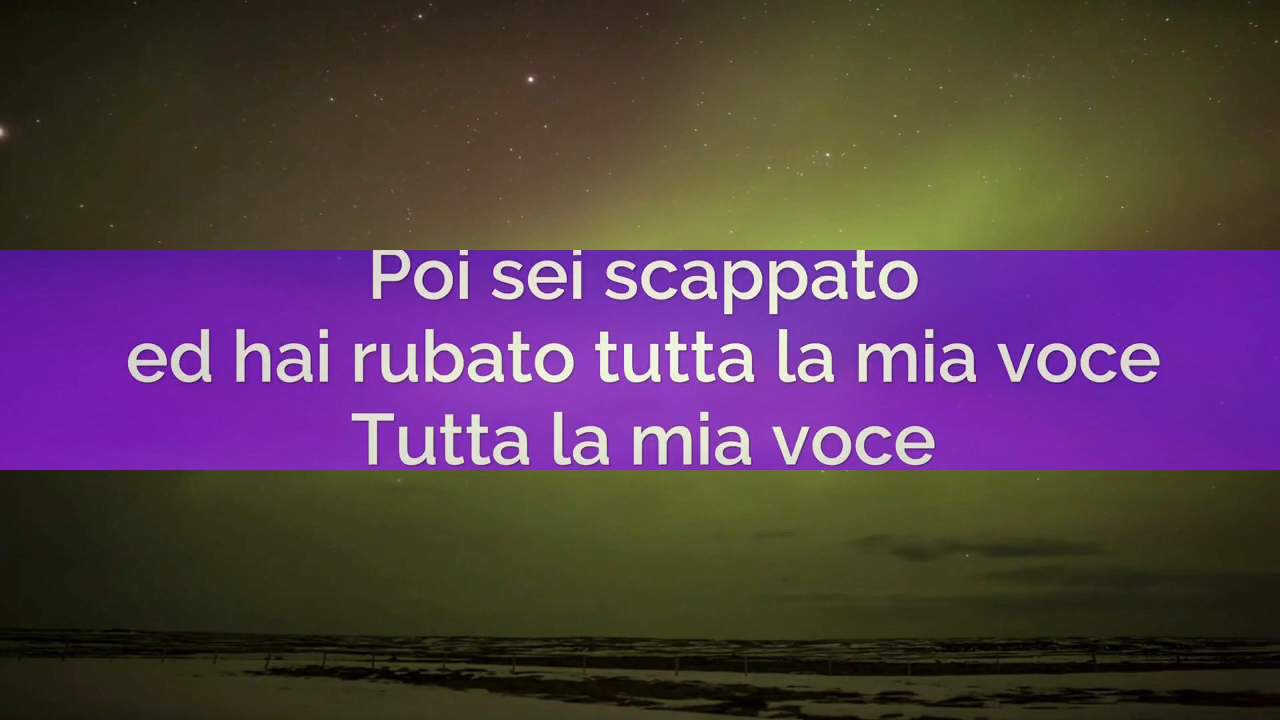 Poi sei scappato
ed hai rubato tutta la mia voce
Tutta la mia voce